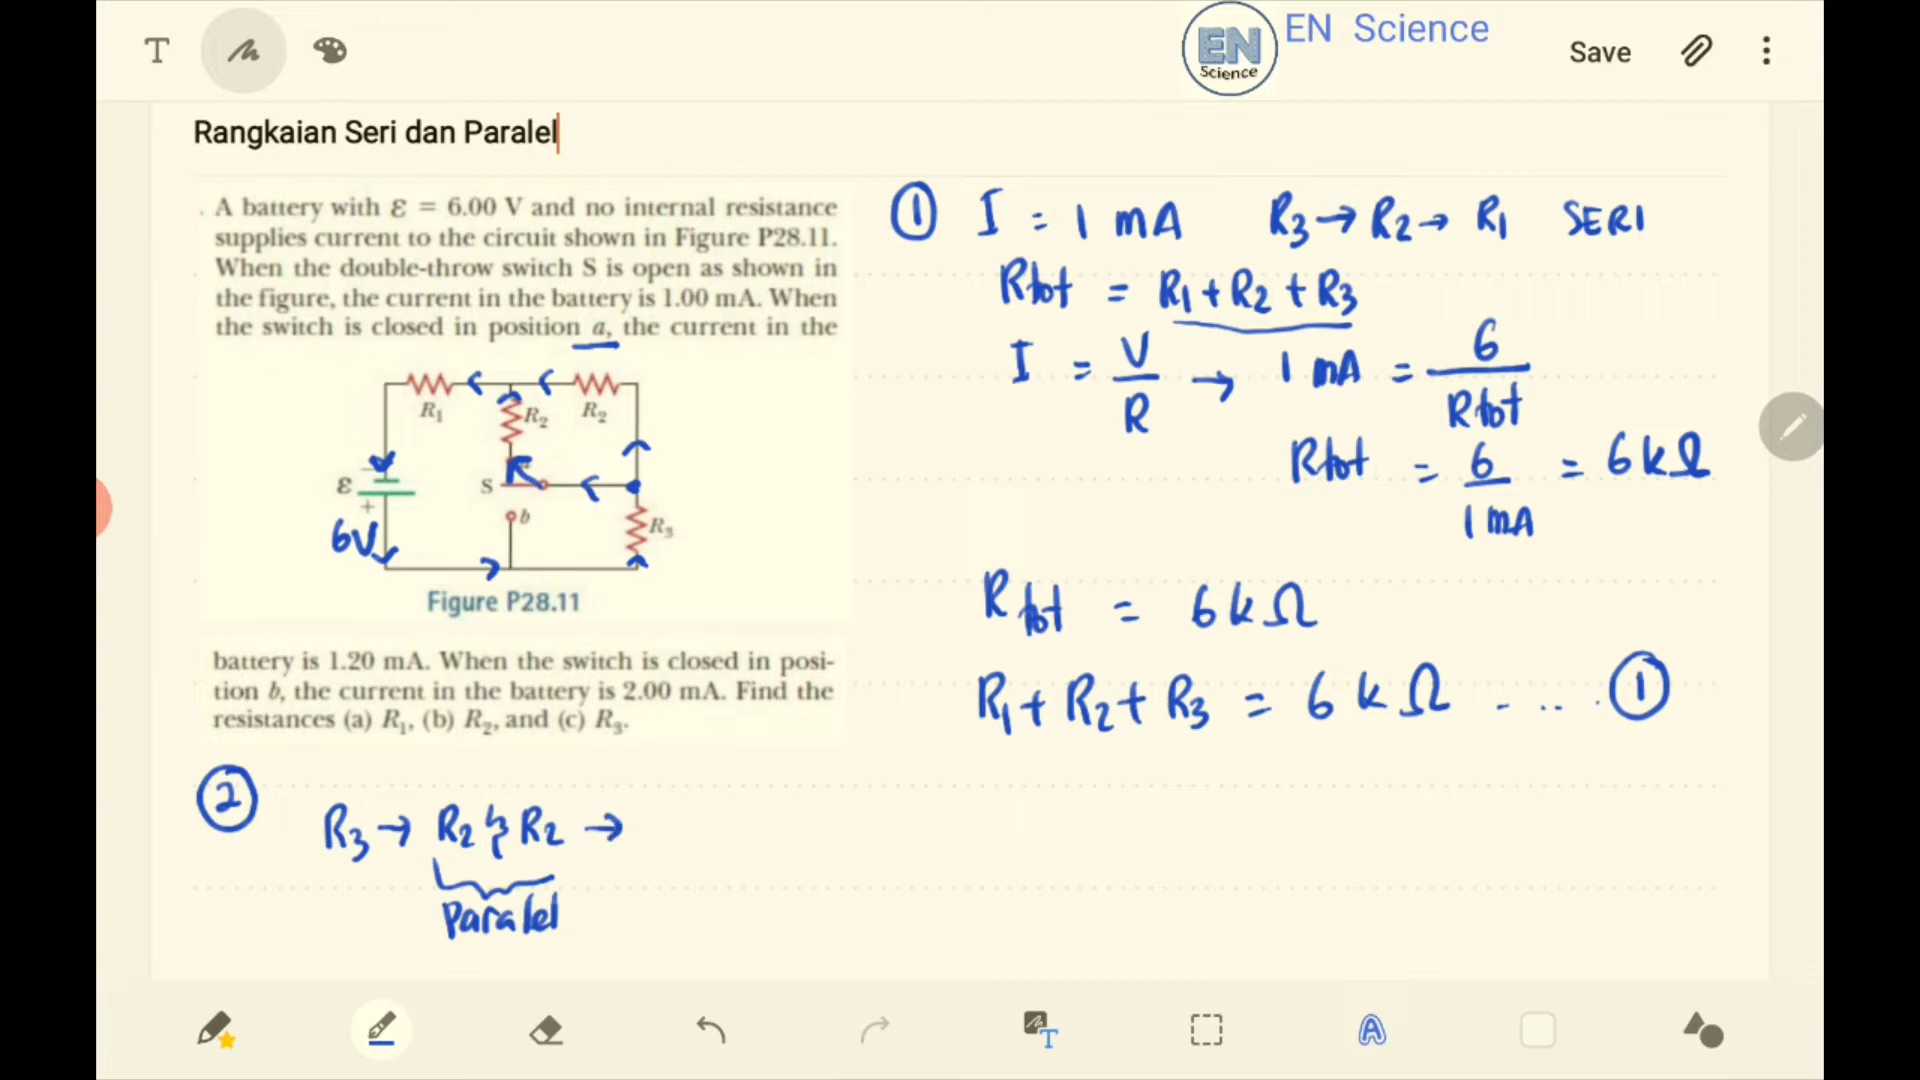 T
EN
Science
EN Science
Save
Rangkaian Seri dan Paralel
. A battery with ε = 6.00 V and no internal resistance
supplies current to the circuit shown in Figure P28.11.
When the double-throw switch S is open as shown in
the figure, the current in the battery is 1.00 mA. When
the switch is closed in position a, the current in the
R₁
R₂
R₂
ε
−
+
S
b
R₃
6V
Figure P28.11
battery is 1.20 mA. When the switch is closed in posi-
tion b, the current in the battery is 2.00 mA. Find the
resistances (a) R₁, (b) R₂, and (c) R₃.
① I = 1 mA R₃ → R₂ → R₁ SERI
Rtot = R₁ + R₂ + R₃
I = V/R → 1 mA = 6/Rtot
Rtot = 6/1 mA = 6 kΩ
Rtot = 6 kΩ
R₁ + R₂ + R₃ = 6 kΩ .... ①
②
R₃ → R₂ & R₂ →
Paralel
T
A